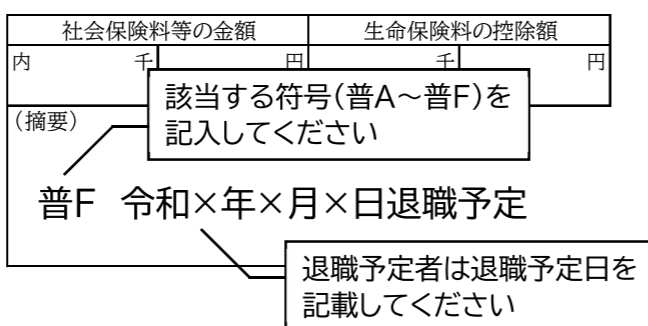 社会保険料等の金額 生命保険料の控除額
内 千 円 千 円
該当する符号(普A～普F)を
記入してください
(摘要)
普F 令和×年×月×日退職予定
退職予定者は退職予定日を
記載してください